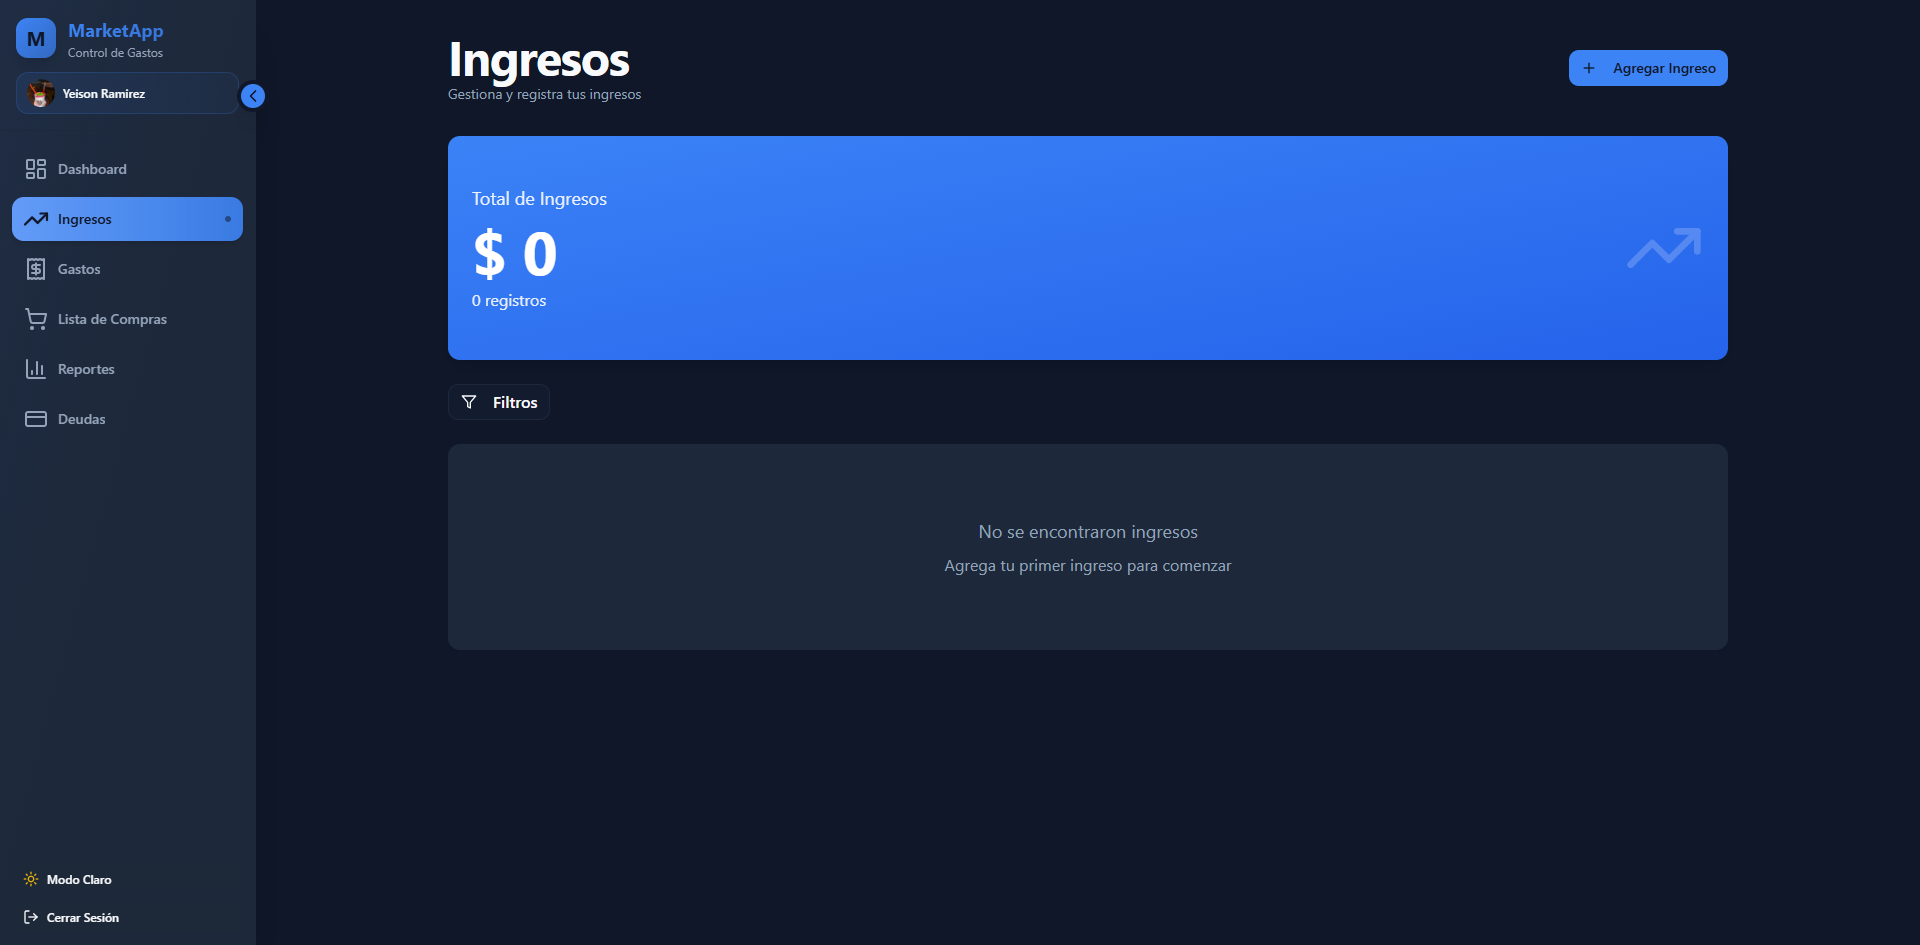 M
MarketApp
Control de Gastos
Yeison Ramirez
Dashboard
Ingresos
Gastos
Lista de Compras
Reportes
Deudas
Modo Claro
Cerrar Sesión
Ingresos
Gestiona y registra tus ingresos
Agregar Ingreso
Total de Ingresos
$ 0
0 registros
Filtros
No se encontraron ingresos
Agrega tu primer ingreso para comenzar